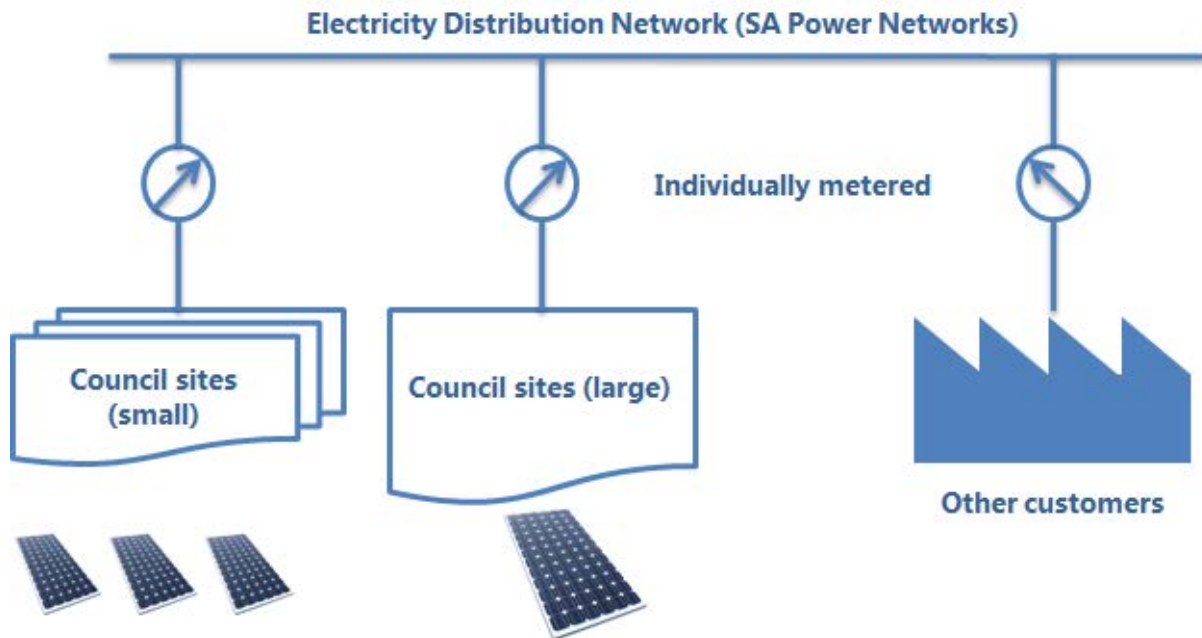 Electricity Distribution Network (SA Power Networks)
Individually metered
Council sites
(small)
Council sites (large)
Other customers